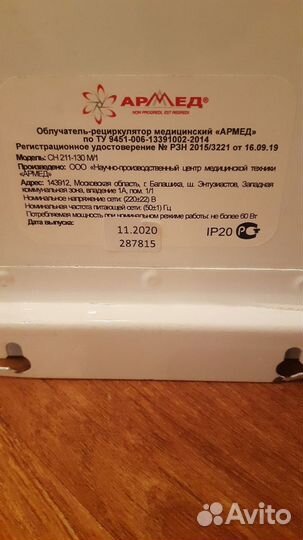 АРМЕД®
NON PROGREDI, EST REGREDI
Облучатель-рециркулятор медицинский «АРМЕД»
по ТУ 9451-006-13391002-2014
Регистрационное удостоверение № РЗН 2015/3221 от 16.09.19
Модель: СН 211-130 М/1
Произведено: ООО «Научно-производственный центр медицинской техники
«АРМЕД»
Адрес: 143912, Московская область, г Балашиха, ш. Энтузиастов, Западная
коммунальная зона, владение 1А, пом. 1/1
Номинальное напряжение сети: (220±22) В
Номинальная частота питающей сети: (50±1) Гц
Потребляемая мощность при номинальном режиме работы: не более 60 Вт
Дата выпуска:
11.2020
287815
IP20
Avito